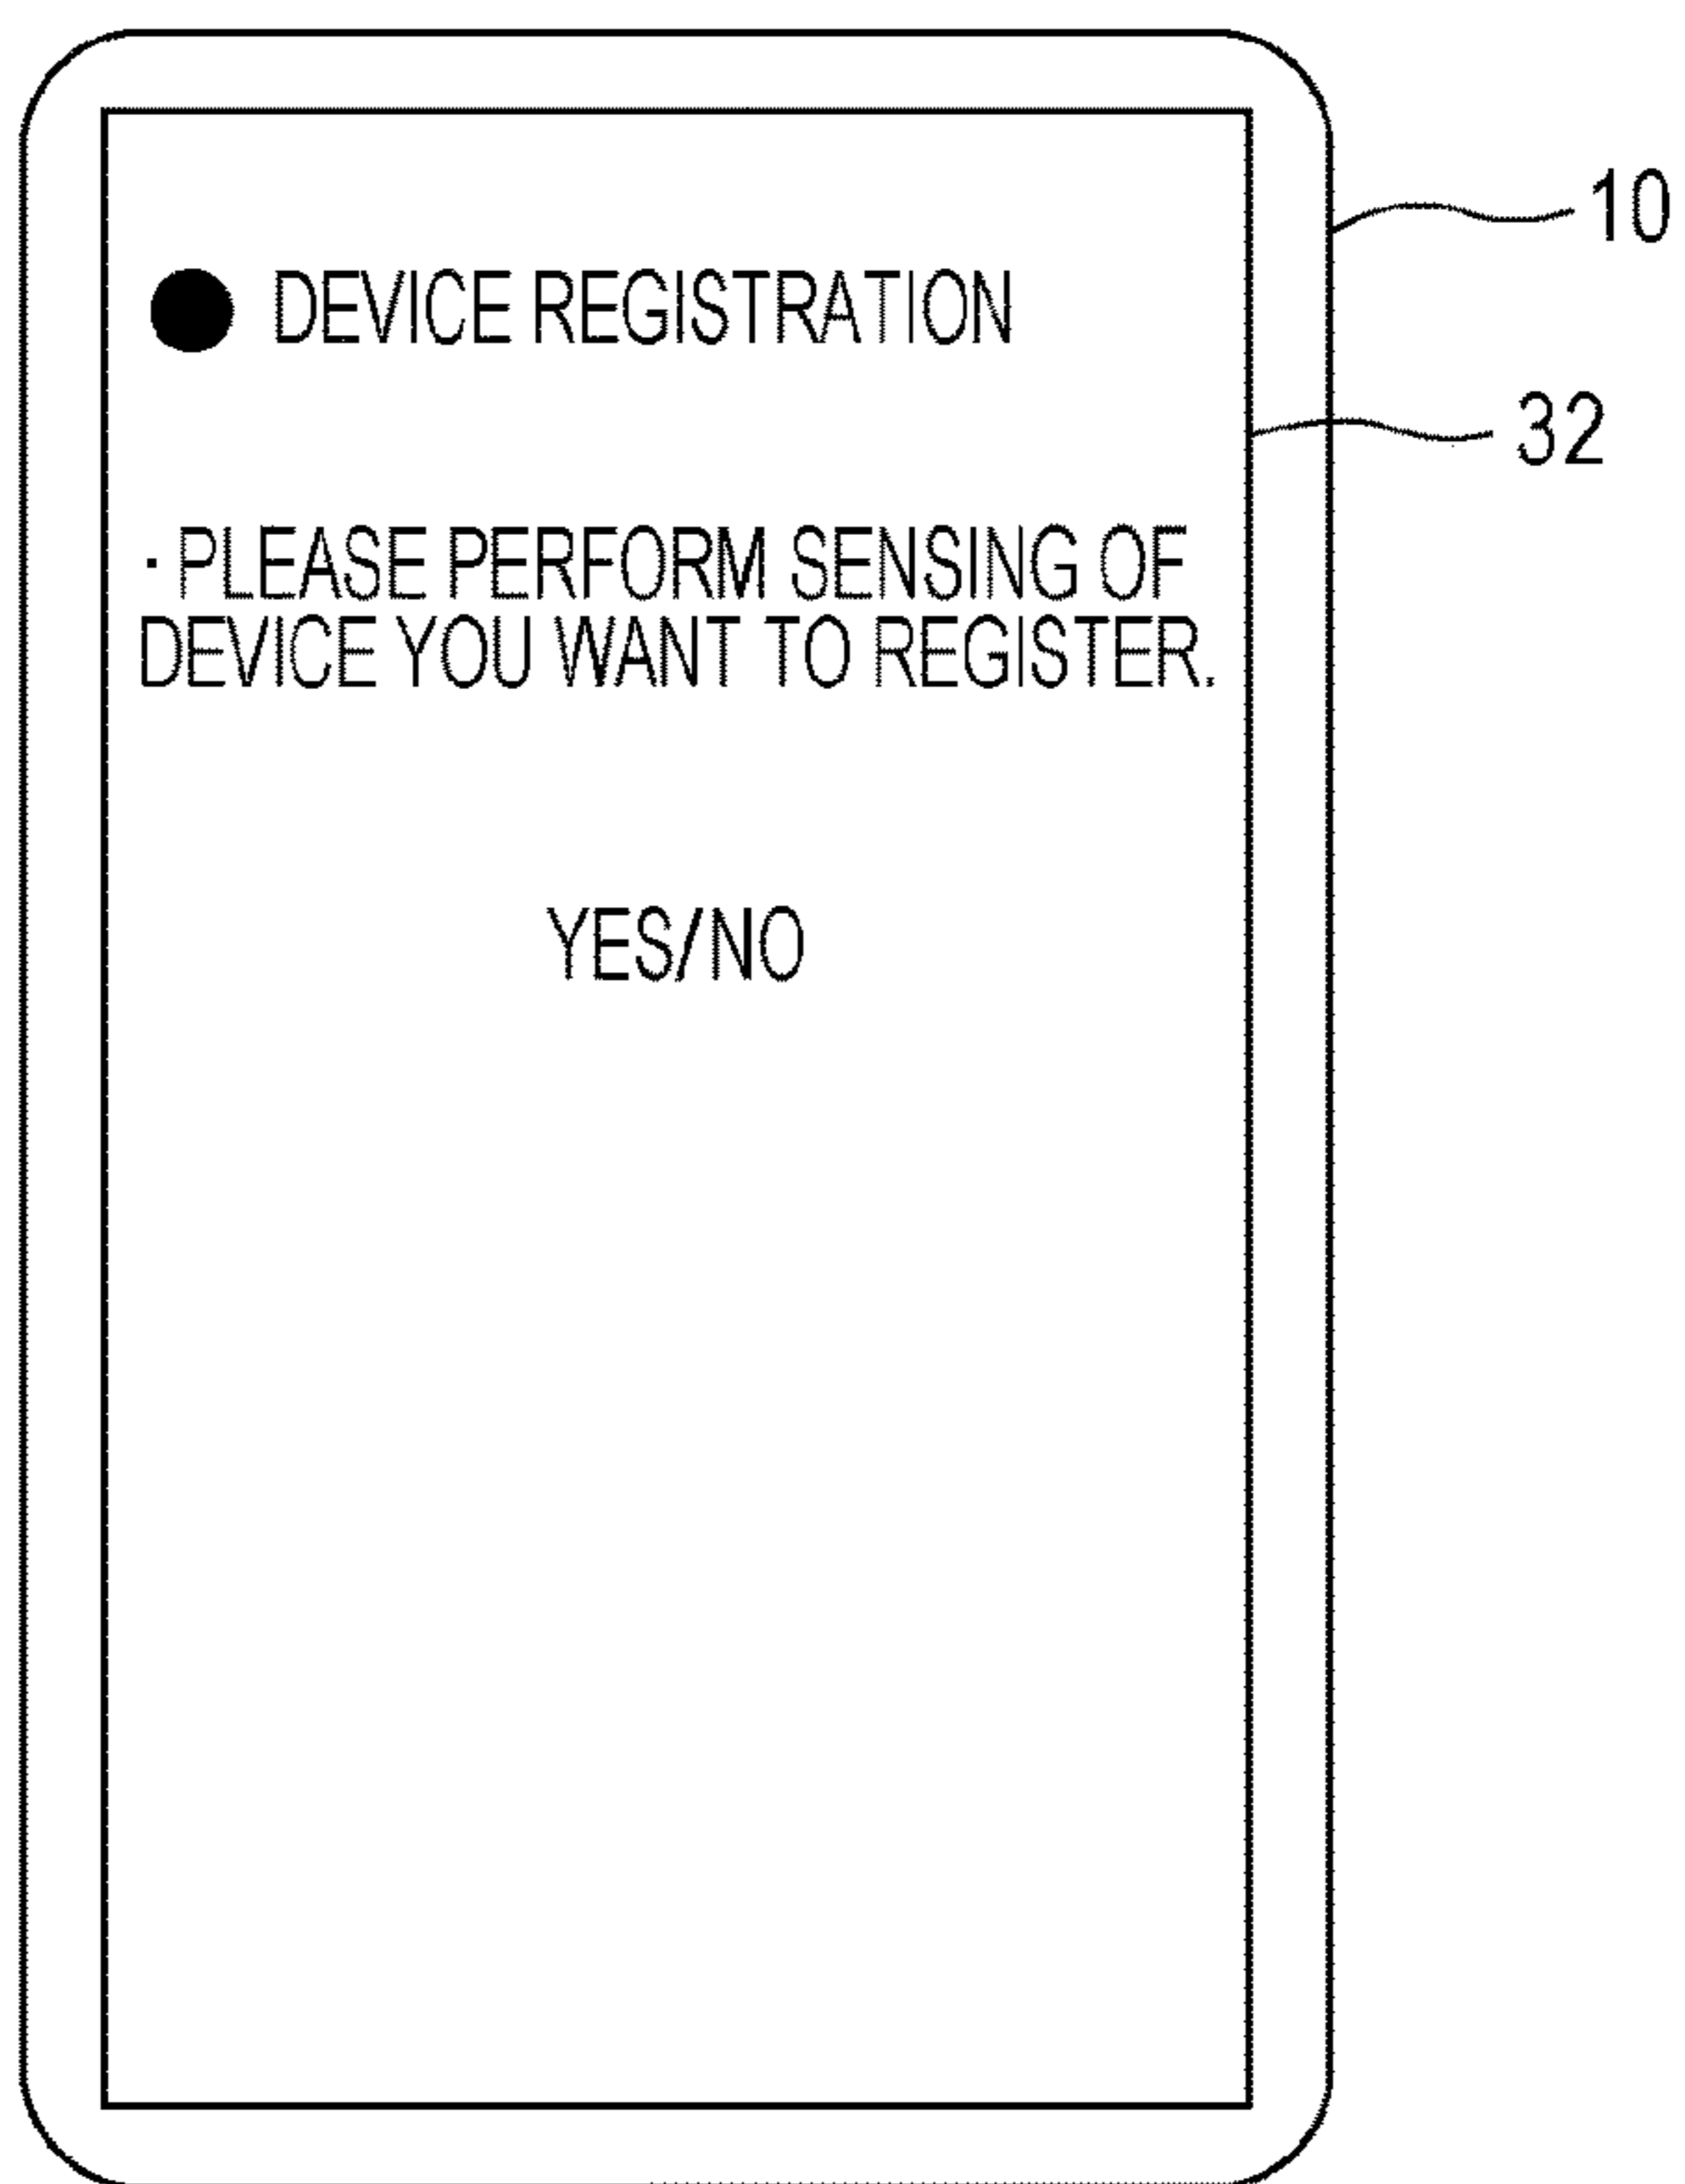 ● DEVICE REGISTRATION
10
32
· PLEASE PERFORM SENSING OF
DEVICE YOU WANT TO REGISTER.
YES/NO